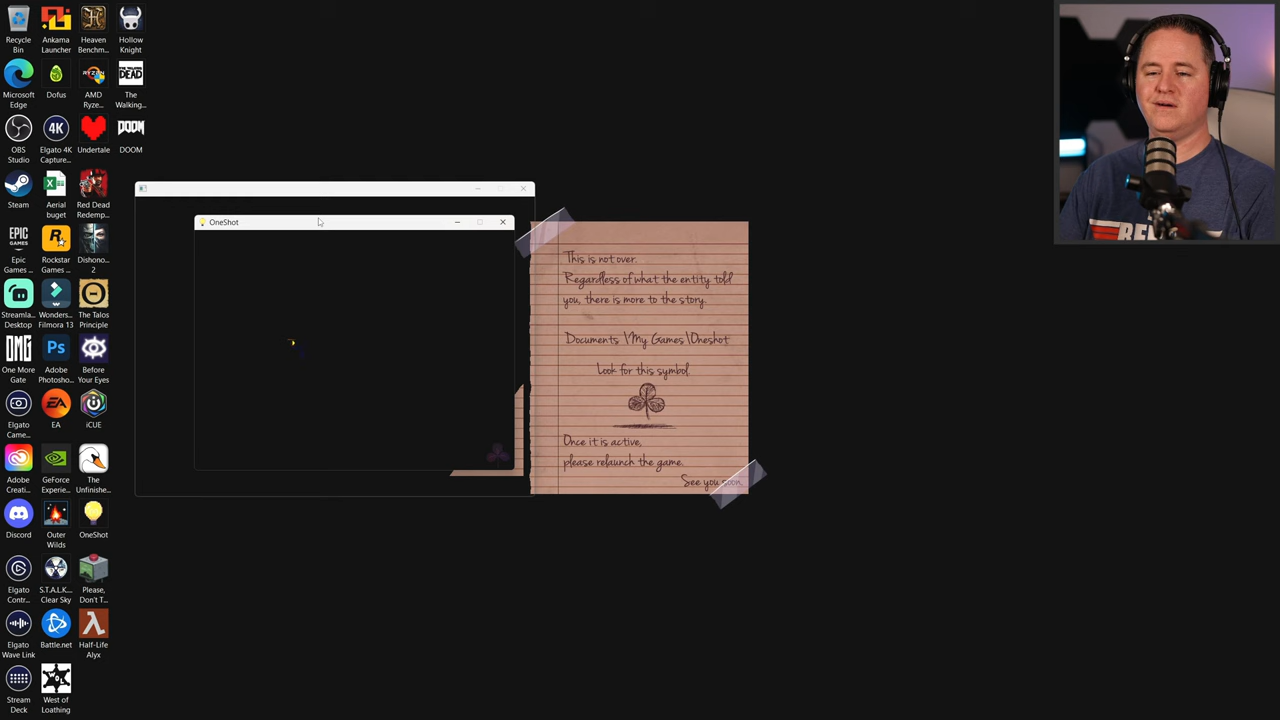 Recycle Bin
Ankama Launcher
Heaven Benchm...
Hollow Knight
Microsoft Edge
Dofus
AMD Ryze...
The Walking...
OBS Studio
Elgato 4K Capture...
Undertale
DOOM
Steam
Aerial buget
Red Dead Redemp...
Epic Games ...
Rockstar Games ...
Dishono... 2
Streamla... Desktop
Wonders... Filmora 13
The Talos Principle
One More Gate
Adobe Photosho...
Before Your Eyes
Elgato Came...
EA
iCUE
Adobe Creati...
GeForce Experie...
The Unfinishe...
Discord
Outer Wilds
OneShot
Elgato Contr...
S.T.A.L.K.... Clear Sky
Please, Don't T...
Elgato Wave Link
Battle.net
Half-Life Alyx
Stream Deck
West of Loathing
OneShot
This is not over.
Regardless of what the entity told
you, there is more to the story.
Documents \My Games \Oneshot
Look for this symbol
Once it is active,
please relaunch the game.
See you soon.